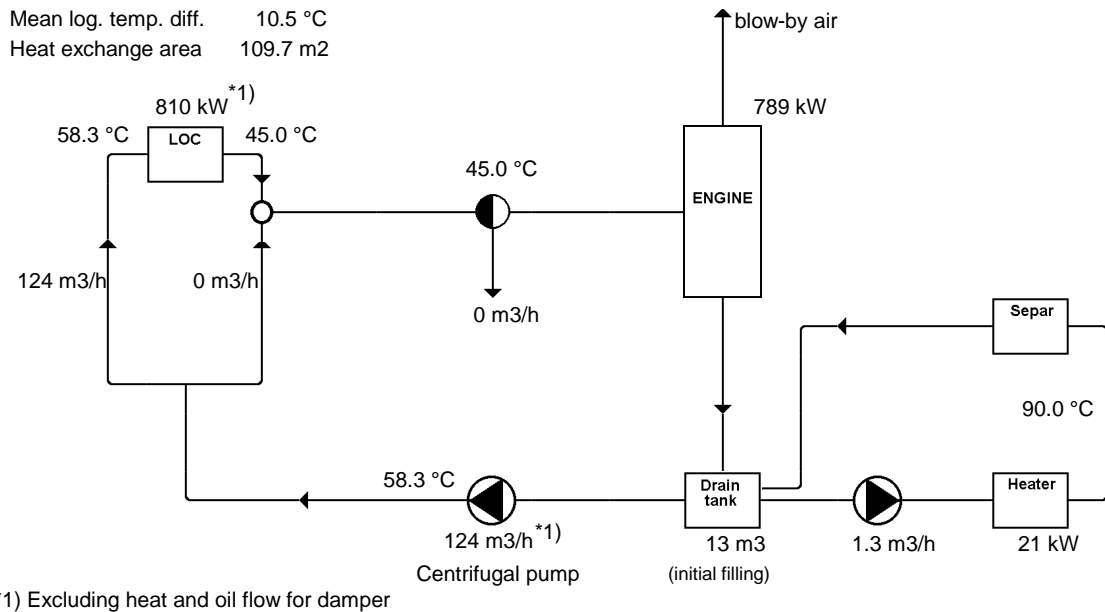 Mean log. temp. diff. 10.5 °C
Heat exchange area 109.7 m2
blow-by air
810 kW*1)
789 kW
58.3 °C
LOC
45.0 °C
45.0 °C
ENGINE
124 m3/h
0 m3/h
0 m3/h
Separ
90.0 °C
58.3 °C
Drain
tank
Heater
124 m3/h*1)
13 m3
1.3 m3/h
21 kW
Centrifugal pump
(initial filling)
*1) Excluding heat and oil flow for damper